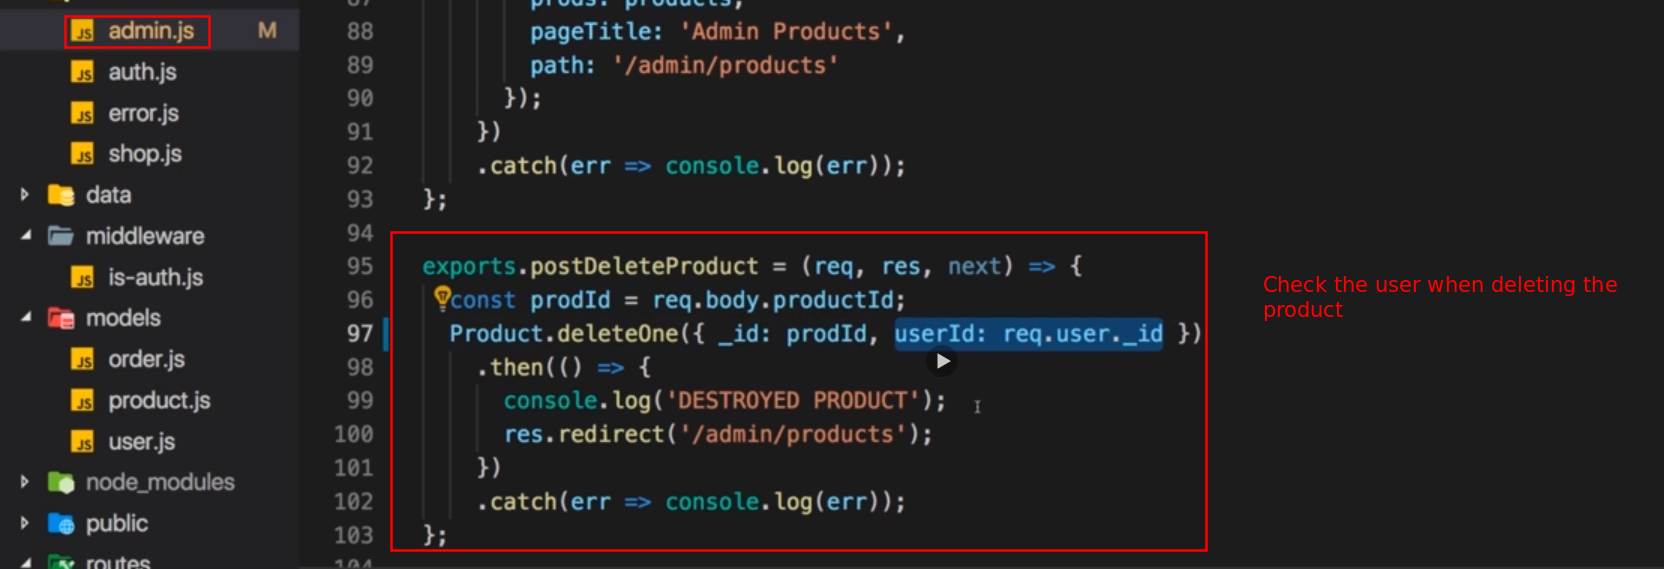 admin.js M
auth.js
error.js
shop.js
data
middleware
is-auth.js
models
order.js
product.js
user.js
node_modules
public
routes
87 prods: products,
88 pageTitle: 'Admin Products',
89 path: '/admin/products'
90 });
91 })
92 .catch(err => console.log(err));
93 };
94
95 exports.postDeleteProduct = (req, res, next) => {
96 const prodId = req.body.productId;
97 Product.deleteOne({ _id: prodId, userId: req.user._id })
98 .then(() => {
99 console.log('DESTROYED PRODUCT');
100 res.redirect('/admin/products');
101 })
102 .catch(err => console.log(err));
103 };
104
Check the user when deleting the
product